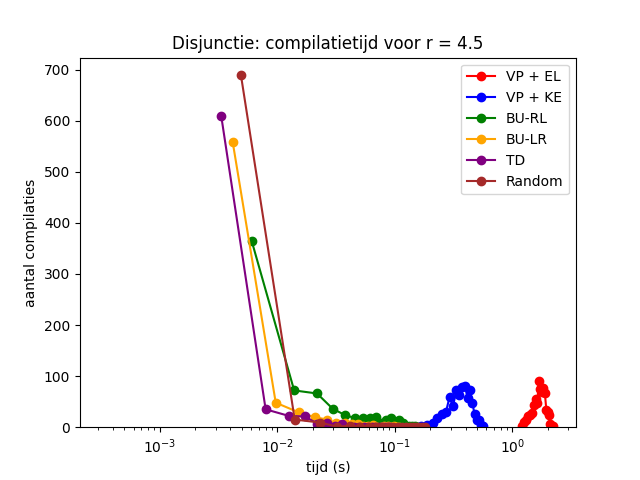 Disjunctie: compilatietijd voor r = 4.5
700
600
500
400
300
200
100
0
aantal compilaties
VP + EL
VP + KE
BU-RL
BU-LR
TD
Random
10⁻³
10⁻²
10⁻¹
10⁰
tijd (s)